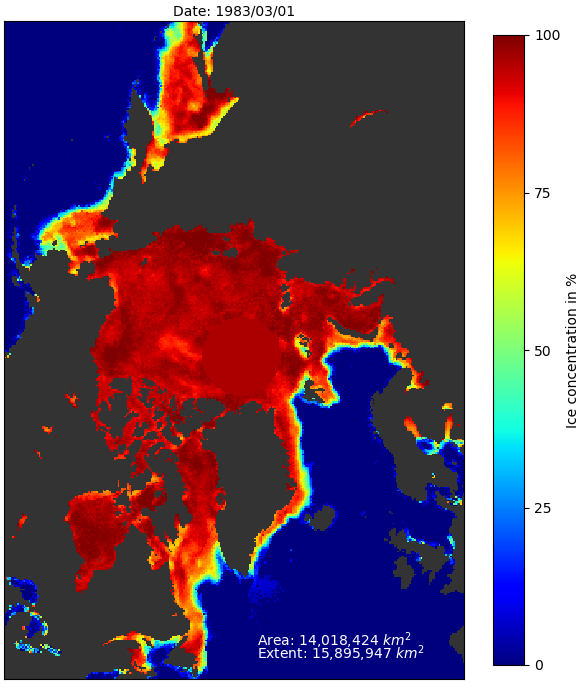 Date: 1983/03/01
100
75
50
25
0
Ice concentration in %
Area: 14,018,424 km²
Extent: 15,895,947 km²